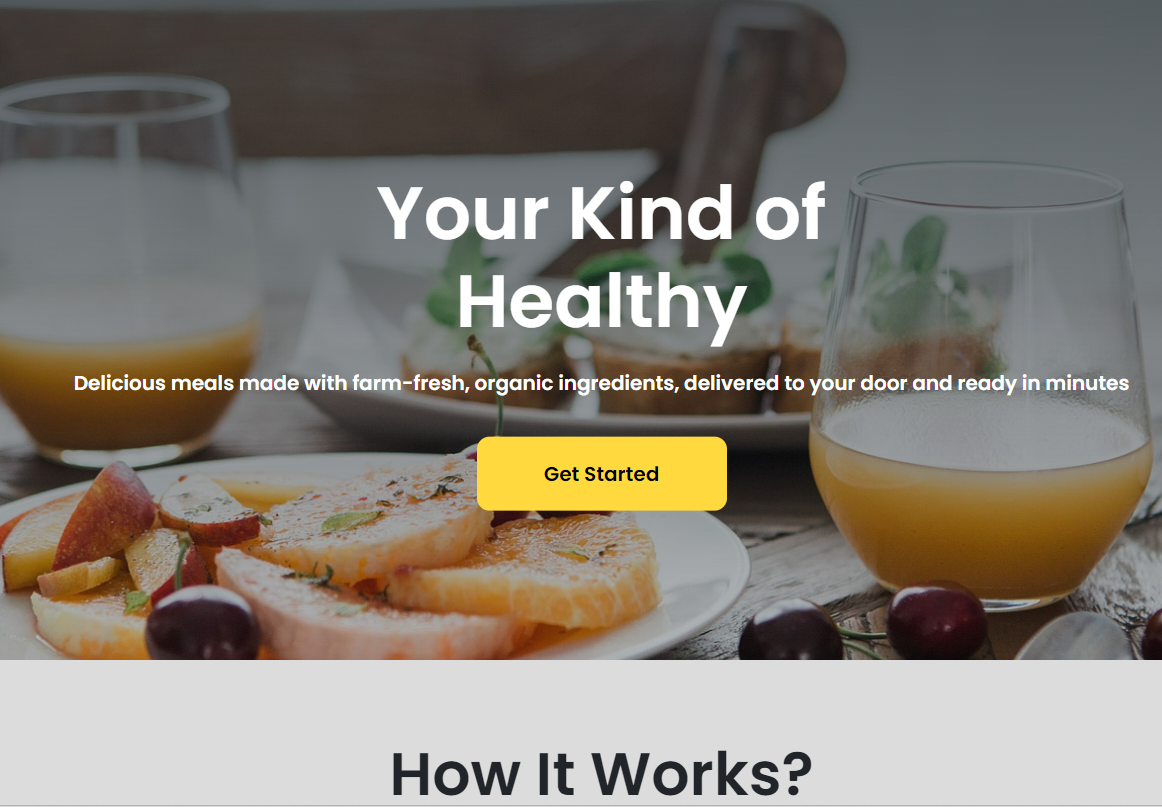 Your Kind of
Healthy
Delicious meals made with farm-fresh, organic ingredients, delivered to your door and ready in minutes
Get Started
How It Works?